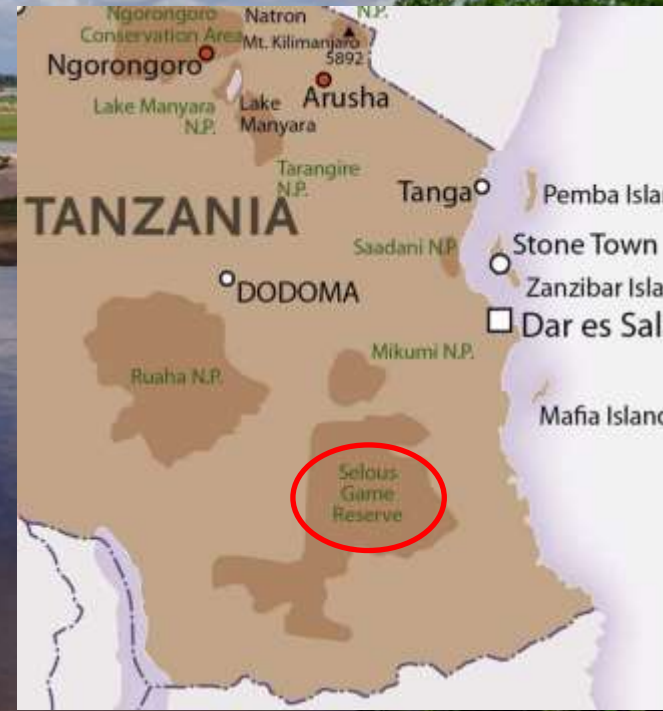 Ngorongoro
Conservation Area
Natron
N.P.
Mt. Kilimanjaro
5892
Ngorongoro
Arusha
Lake Manyara
N.P.
Lake
Manyara
Tarangire
N.P.
TANZANIA
Tanga
Pemba Isla
Saadani N.P
Stone Town
DODOMA
Zanzibar Isla
Dar es Sal
Mikumi N.P.
Ruaha N.P.
Mafia Island
Selous
Game
Reserve